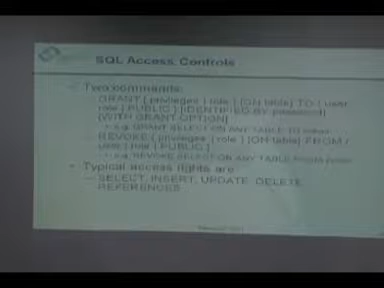 SQL Access Controls
Two commands:
– GRANT { privileges | role } [ON table] TO { user
role | PUBLIC } [IDENTIFIED BY password]
[WITH GRANT OPTION]
• e.g. GRANT SELECT ON ANY TABLE TO
– REVOKE { privileges | role } [ON table] FROM {
user | role | PUBLIC }
• e.g. REVOKE SELECT ON ANY TABLE FROM
• Typical access rights are:
– SELECT, INSERT, UPDATE, DELETE,
REFERENCES